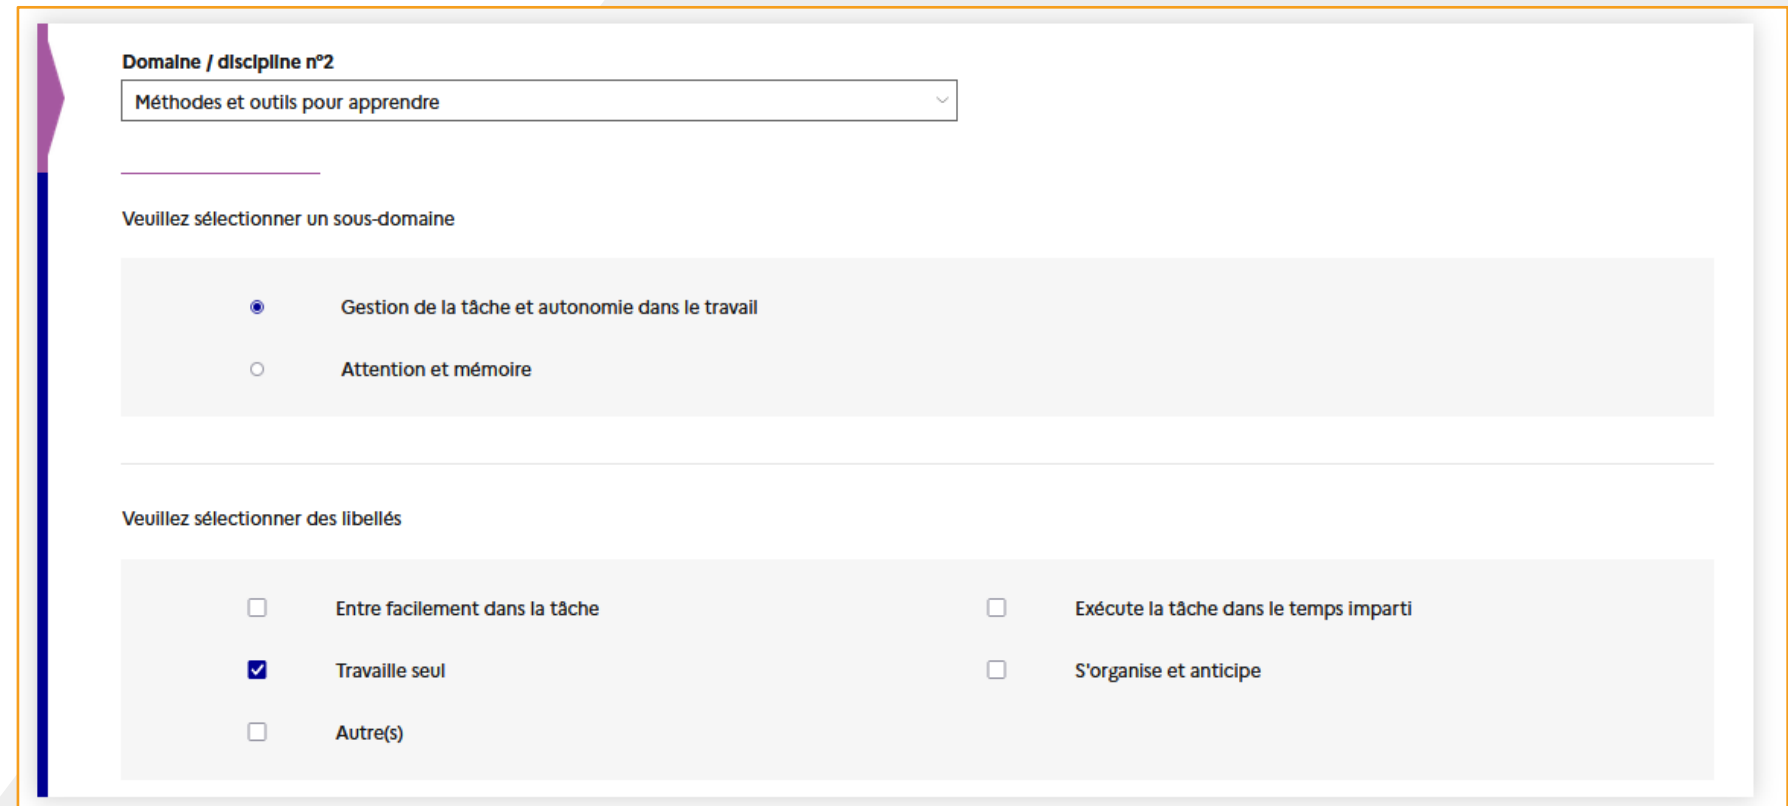 Domaine / discipline n°2
Méthodes et outils pour apprendre
Veuillez sélectionner un sous-domaine
Gestion de la tâche et autonomie dans le travail
Attention et mémoire
Veuillez sélectionner des libellés
Entre facilement dans la tâche
Exécute la tâche dans le temps imparti
Travaille seul
S'organise et anticipe
Autre(s)